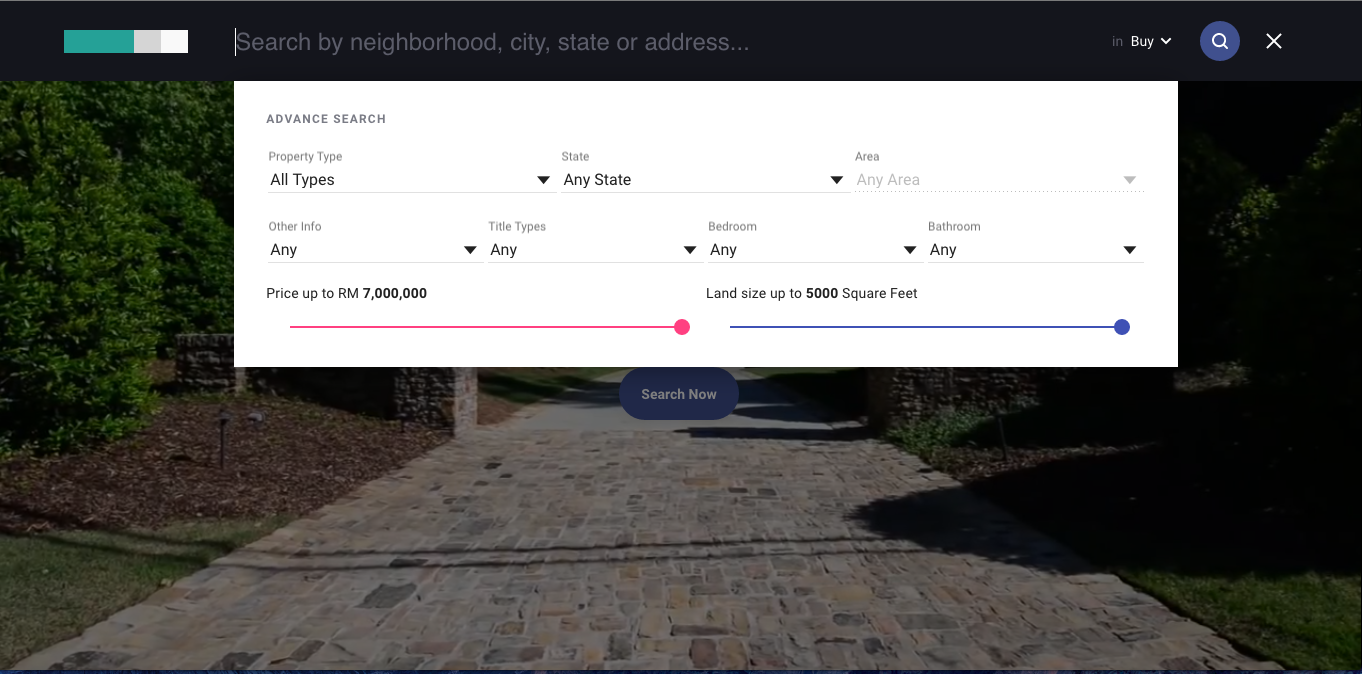 Search by neighborhood, city, state or address...
in Buy
ADVANCE SEARCH
Property Type
All Types
State
Any State
Area
Any Area
Other Info
Any
Title Types
Any
Bedroom
Any
Bathroom
Any
Price up to RM 7,000,000
Land size up to 5000 Square Feet
Search Now